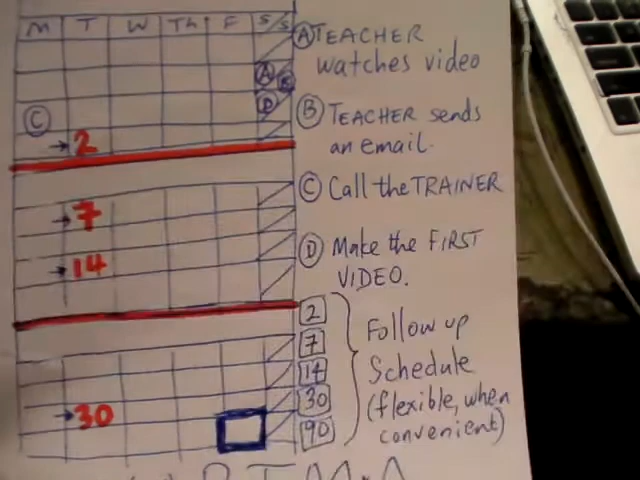 M T W Th F S/S
Ⓐ TEACHER
watches video
Ⓐ Ⓑ
Ⓓ
Ⓒ
→ 2
Ⓑ TEACHER sends
an email.
Ⓒ Call the TRAINER
→ 7
Ⓓ Make the FIRST
VIDEO.
→ 14
2
7
14
30
90
Follow up
Schedule
(flexible, when
convenient)
→ 30